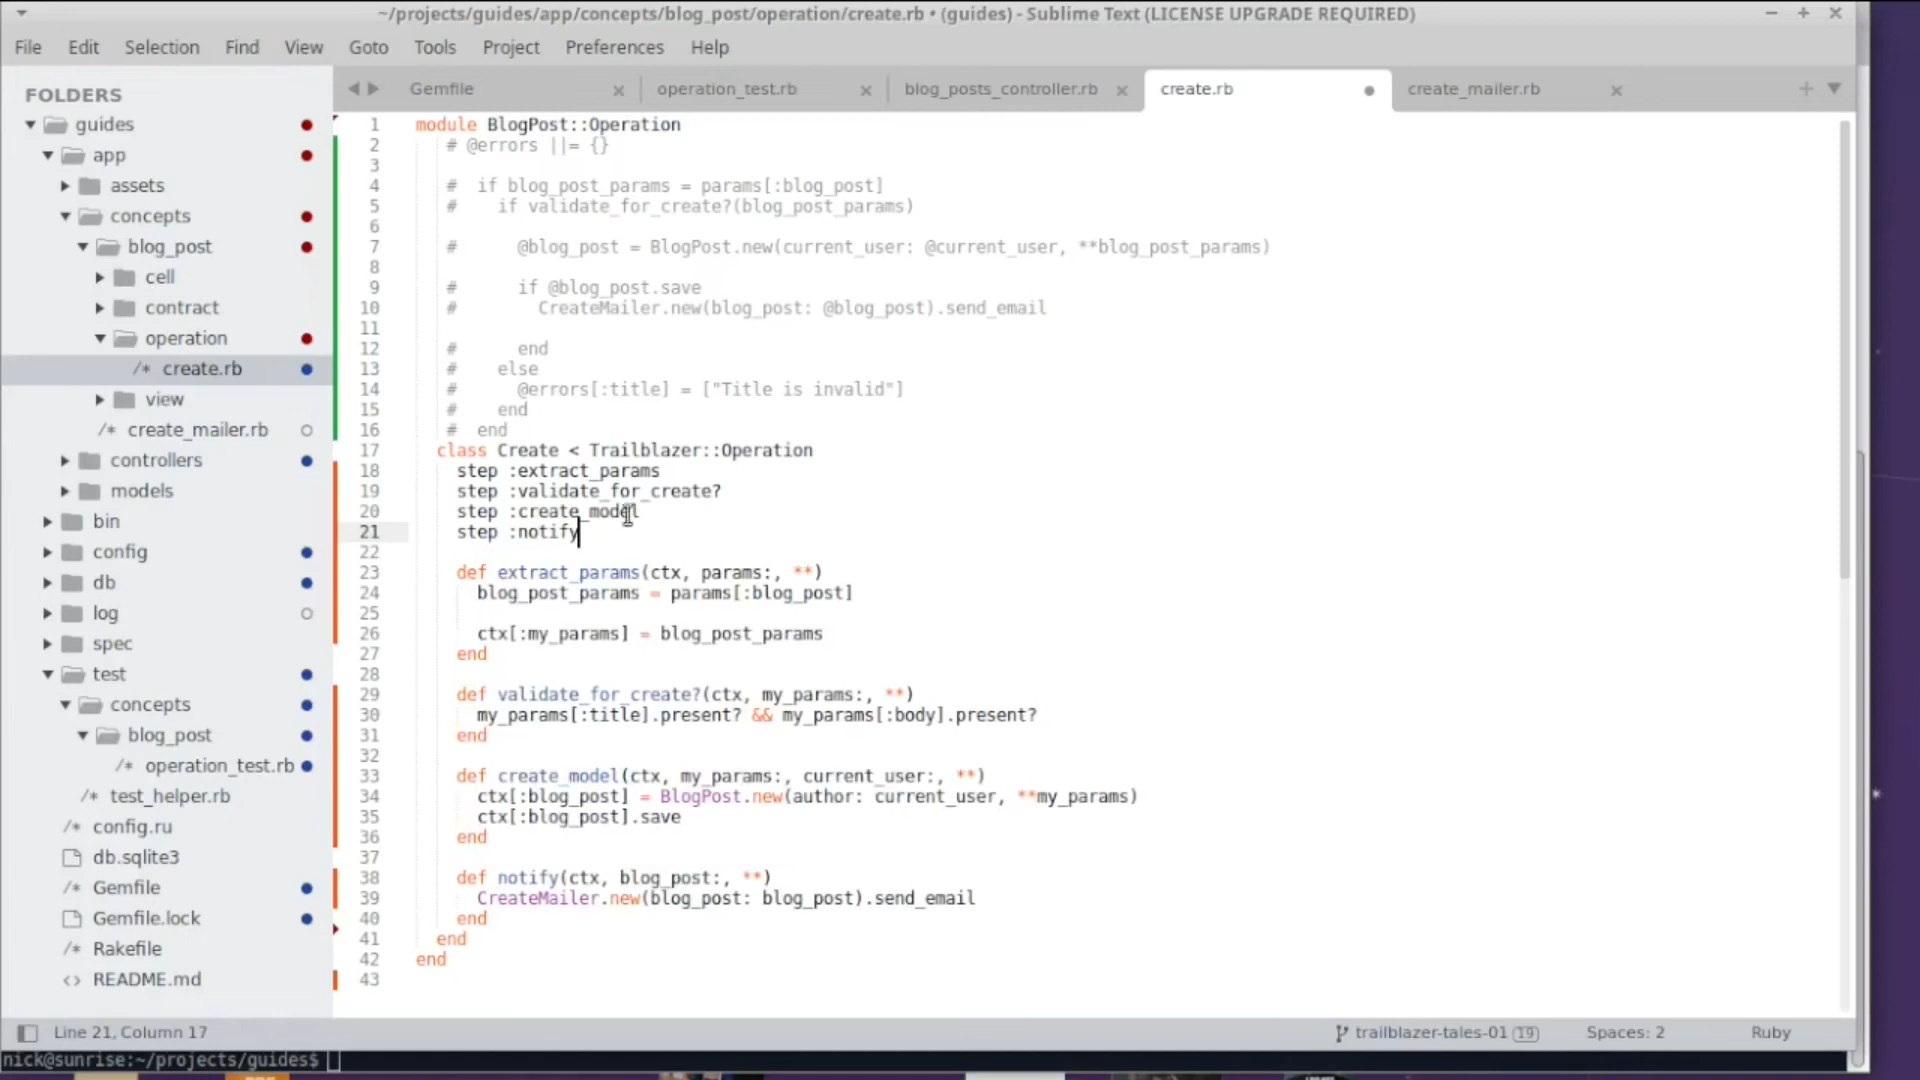 ~/projects/guides/app/concepts/blog_post/operation/create.rb • (guides) - Sublime Text (LICENSE UPGRADE REQUIRED)
File Edit Selection Find View Goto Tools Project Preferences Help
Gemfile operation_test.rb blog_posts_controller.rb create.rb create_mailer.rb
FOLDERS
guides
app
assets
concepts
blog_post
cell
contract
operation
/* create.rb
view
/* create_mailer.rb
controllers
models
bin
config
db
log
spec
test
concepts
blog_post
/* operation_test.rb
/* test_helper.rb
/* config.ru
db.sqlite3
/* Gemfile
Gemfile.lock
/* Rakefile
<> README.md
1 module BlogPost::Operation
2 # @errors ||= {}
3
4 # if blog_post_params = params[:blog_post]
5 # if validate_for_create?(blog_post_params)
6
7 # @blog_post = BlogPost.new(current_user: @current_user, **blog_post_params)
8
9 # if @blog_post.save
10 # CreateMailer.new(blog_post: @blog_post).send_email
11
12 # end
13 # else
14 # @errors[:title] = ["Title is invalid"]
15 # end
16 # end
17 class Create < Trailblazer::Operation
18 step :extract_params
19 step :validate_for_create?
20 step :create_model
21 step :notify
22
23 def extract_params(ctx, params:, **)
24 blog_post_params = params[:blog_post]
25
26 ctx[:my_params] = blog_post_params
27 end
28
29 def validate_for_create?(ctx, my_params:, **)
30 my_params[:title].present? && my_params[:body].present?
31 end
32
33 def create_model(ctx, my_params:, current_user:, **)
34 ctx[:blog_post] = BlogPost.new(author: current_user, **my_params)
35 ctx[:blog_post].save
36 end
37
38 def notify(ctx, blog_post:, **)
39 CreateMailer.new(blog_post: blog_post).send_email
40 end
41 end
42 end
43
Line 21, Column 17 trailblazer-tales-01 19 Spaces: 2 Ruby
nick@sunrise:~/projects/guides$